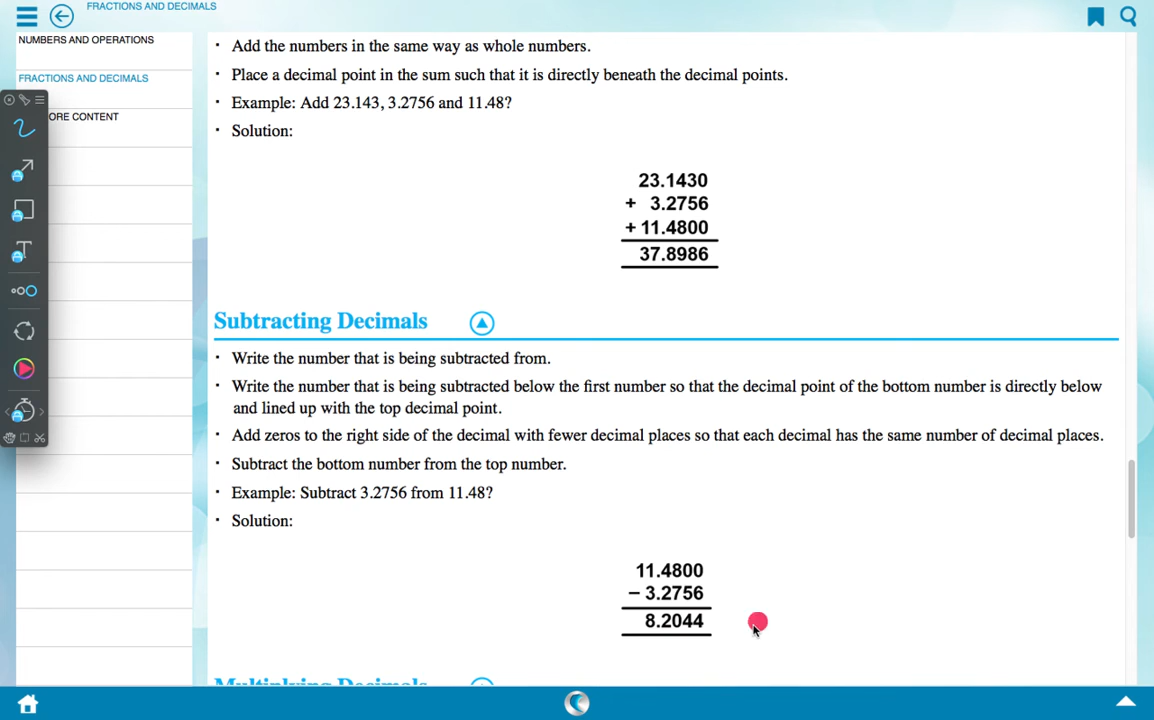 FRACTIONS AND DECIMALS
NUMBERS AND OPERATIONS
FRACTIONS AND DECIMALS
ORE CONTENT
· Add the numbers in the same way as whole numbers.
· Place a decimal point in the sum such that it is directly beneath the decimal points.
· Example: Add 23.143, 3.2756 and 11.48?
· Solution:
23.1430
+ 3.2756
+ 11.4800
37.8986
Subtracting Decimals
· Write the number that is being subtracted from.
· Write the number that is being subtracted below the first number so that the decimal point of the bottom number is directly below
and lined up with the top decimal point.
· Add zeros to the right side of the decimal with fewer decimal places so that each decimal has the same number of decimal places.
· Subtract the bottom number from the top number.
· Example: Subtract 3.2756 from 11.48?
· Solution:
11.4800
− 3.2756
8.2044
Multiplying Decimals